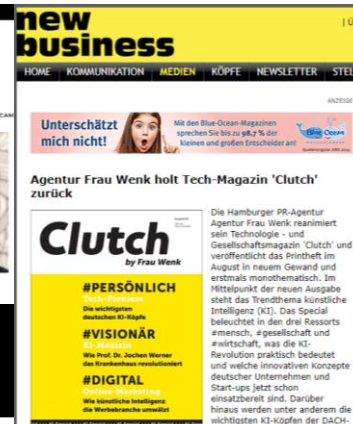 new
business
HOME KOMMUNIKATION MEDIEN KÖPFE NEWSLETTER
ANZEIGE
Unterschätzt
mich nicht!
Mit den Blue-Ocean-Magazinen
sprechen Sie bis zu 98,7 % der
kleinen und großen Entscheider an!
Blue Ocean
Agentur Frau Wenk holt Tech-Magazin 'Clutch'
zurück
Clutch
by Frau Wenk
#PERSÖNLICH
Tech-Pioniere
Die wichtigsten
deutschen KI-Köpfe
#VISIONÄR
KI-Medizin
Wie Prof. Dr. Jochen Werner
das Krankenhaus revolutioniert
#DIGITAL
Online-Marketing
Wie künstliche Intelligenz
die Werbebranche umwälzt
Die Hamburger PR-Agentur
Agentur Frau Wenk reanimiert
sein Technologie - und
Gesellschaftsmagazin 'Clutch' und
veröffentlicht das Printheft im
August in neuem Gewand und
erstmals monothematisch. Im
Mittelpunkt der neuen Ausgabe
steht das Trendthema künstliche
Intelligenz (KI). Das Special
beleuchtet in den drei Ressorts
#mensch, #gesellschaft und
#wirtschaft, was die KI-
Revolution praktisch bedeutet
und welche innovativen Konzepte
deutscher Unternehmen und
Start-ups jetzt schon
einsatzbereit sind. Darüber
hinaus werden unter anderem die
wichtigsten KI-Köpfen der DACH-